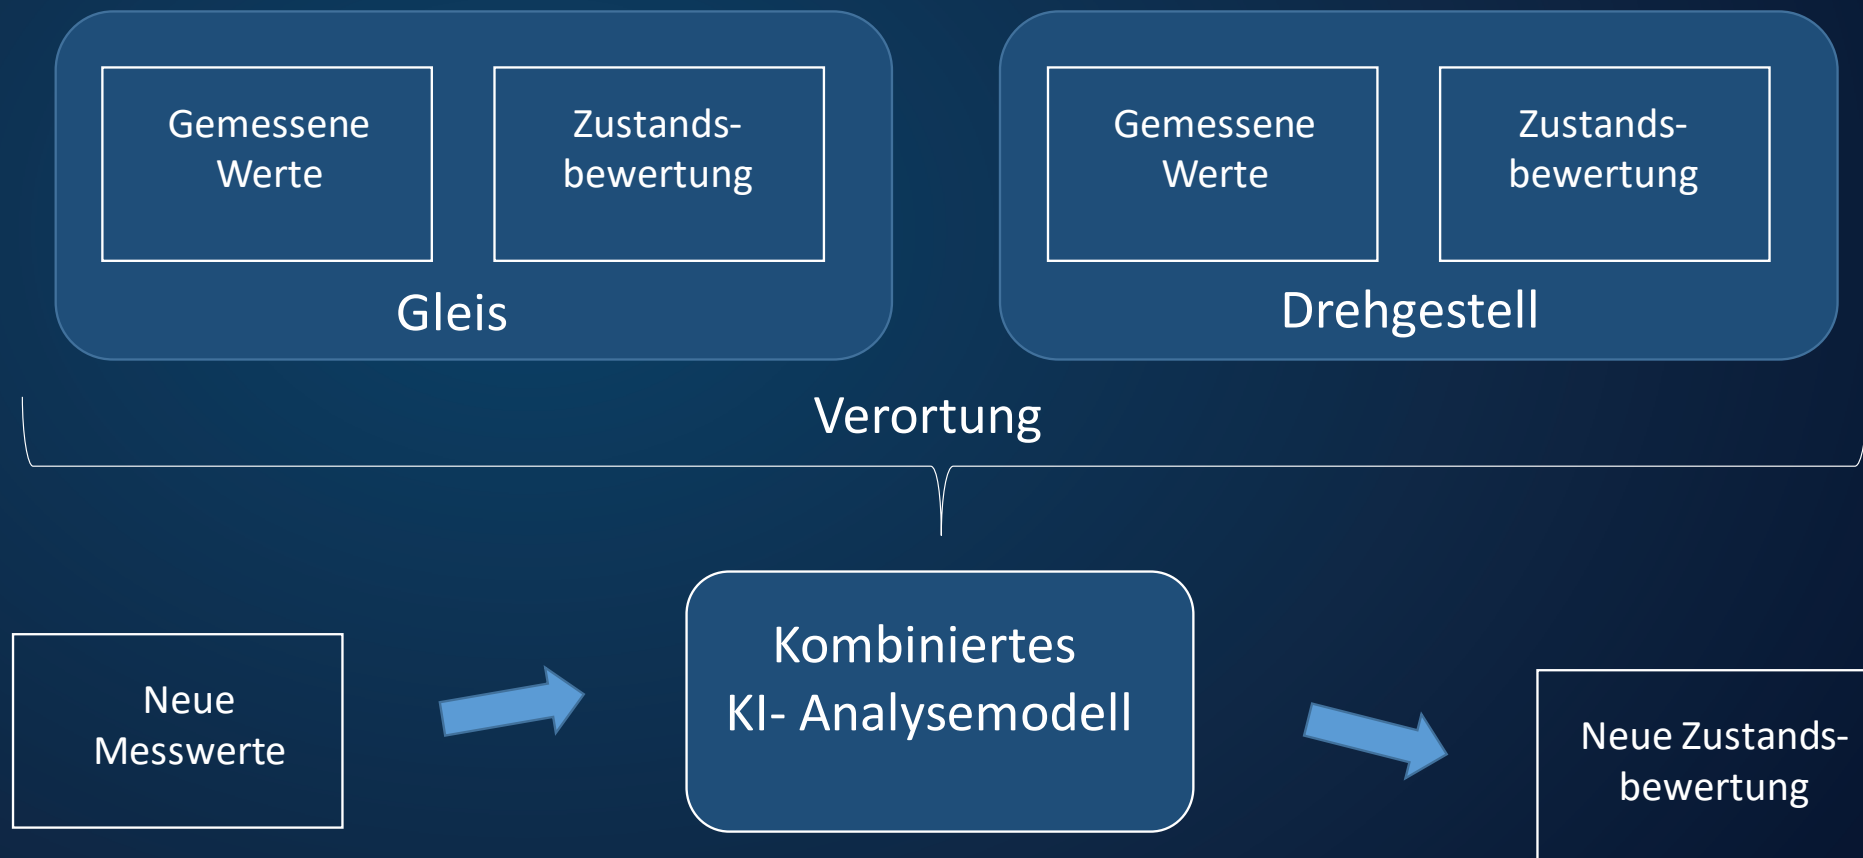 Gemessene
Werte
Zustands-
bewertung
Gleis
Gemessene
Werte
Zustands-
bewertung
Drehgestell
Verortung
Neue
Messwerte
Kombiniertes
KI- Analysemodell
Neue Zustands-
bewertung